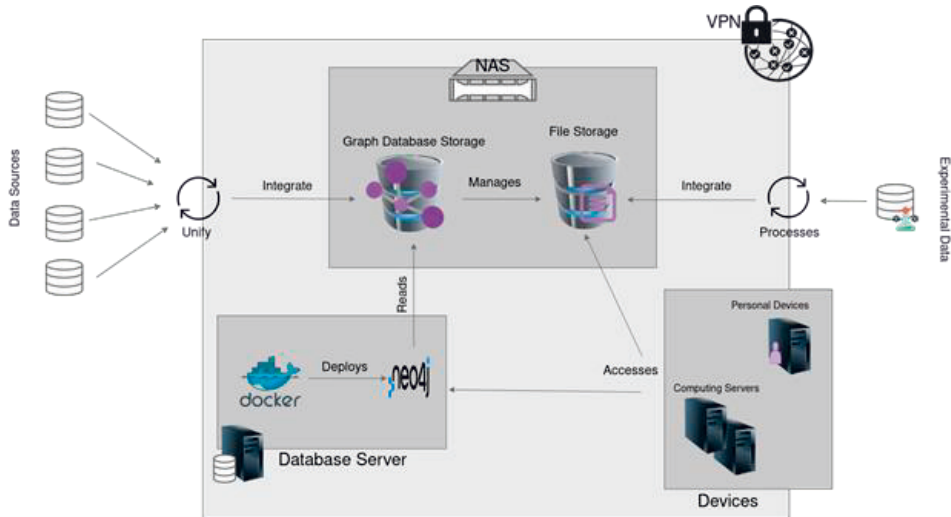 VPN
NAS
Graph Database Storage
File Storage
Data Sources
Integrate
Manages
Integrate
Unify
Processes
Experimental Data
Reads
Personal Devices
docker
Deploys
neo4j
Accesses
Computing Servers
Database Server
Devices